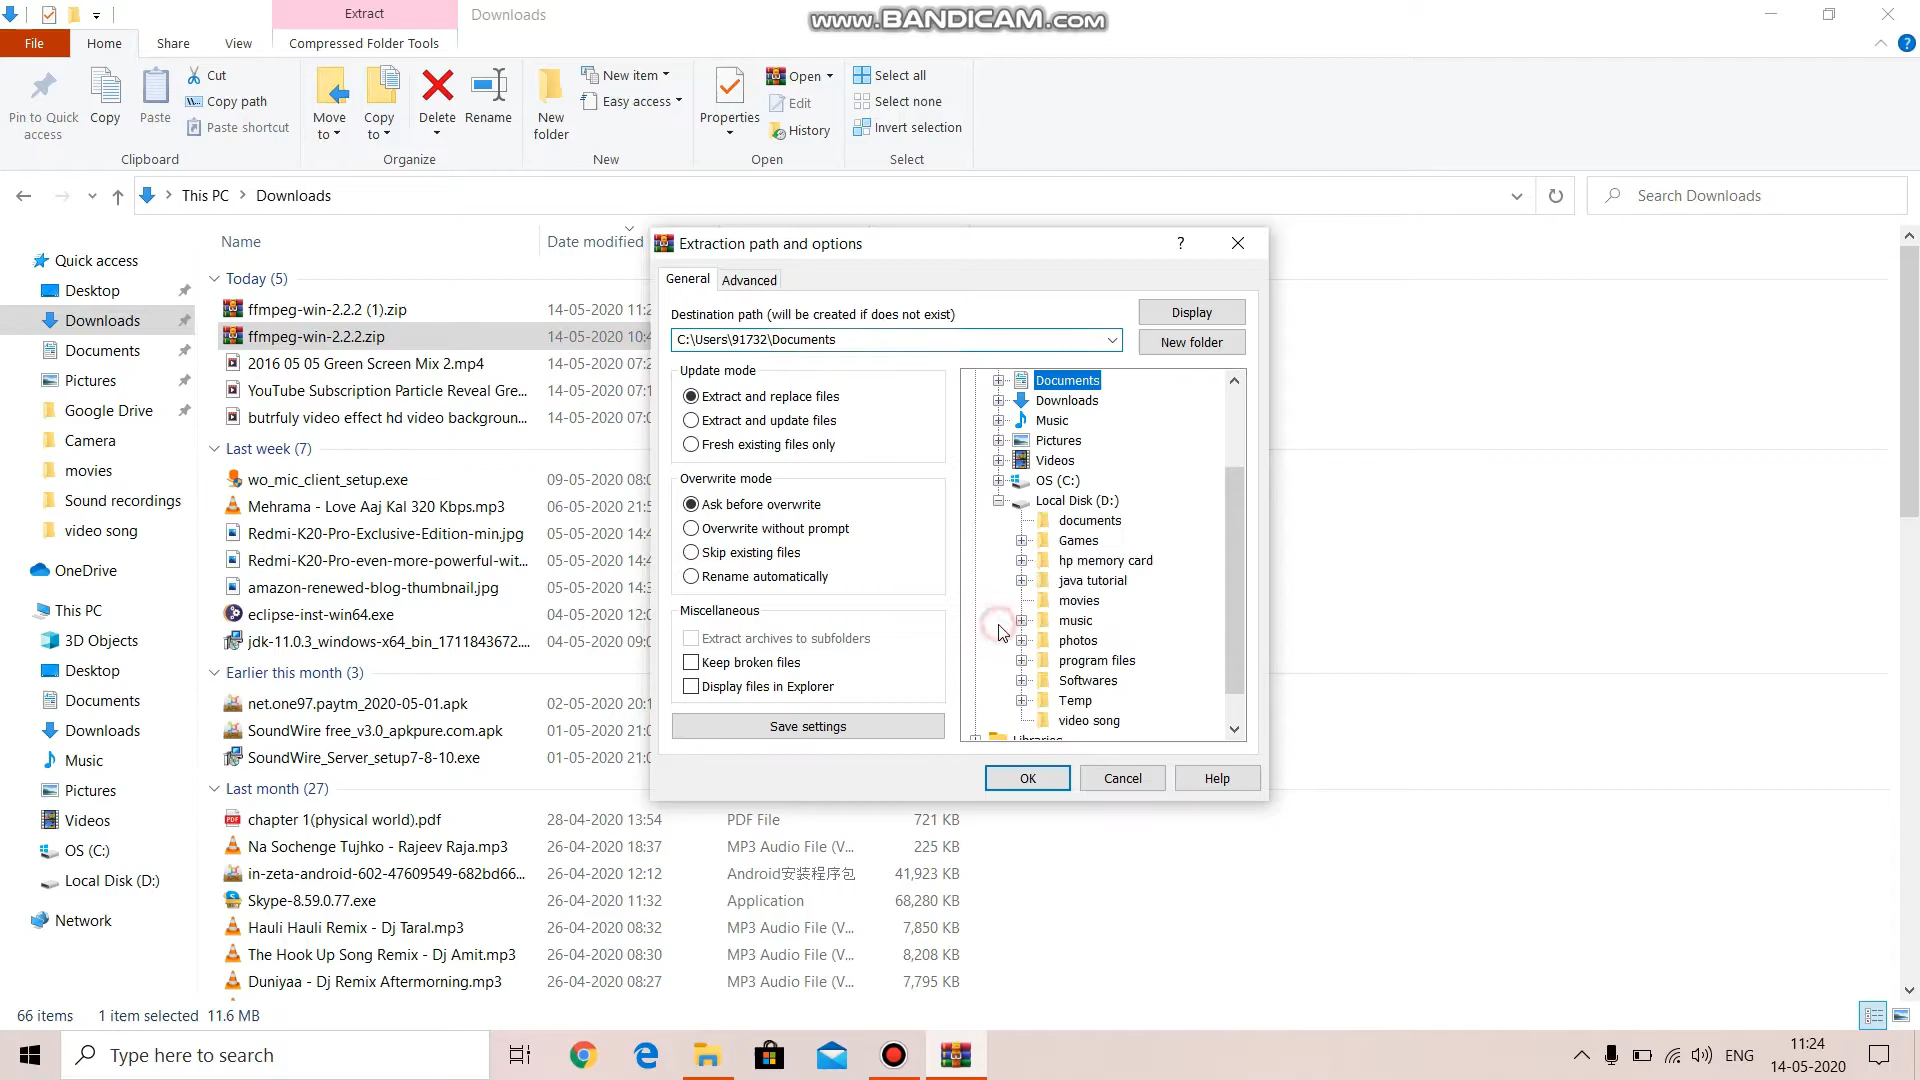 Extract
Downloads
www.BANDICAM.com
File
Home
Share
View
Compressed Folder Tools
Pin to Quick access
Copy
Paste
Cut
Copy path
Paste shortcut
Clipboard
Move to
Copy to
Delete
Rename
Organize
New folder
New item
Easy access
New
Properties
Open
Edit
History
Open
Select all
Select none
Invert selection
Select
This PC
Downloads
Search Downloads
Quick access
Desktop
Downloads
Documents
Pictures
Google Drive
Camera
movies
Sound recordings
video song
OneDrive
This PC
3D Objects
Desktop
Documents
Downloads
Music
Pictures
Videos
OS (C:)
Local Disk (D:)
Network
Name
Date modified
Today (5)
ffmpeg-win-2.2.2 (1).zip 14-05-2020 11:2
ffmpeg-win-2.2.2.zip 14-05-2020 10:4
2016 05 05 Green Screen Mix 2.mp4 14-05-2020 07:2
YouTube Subscription Particle Reveal Gre... 14-05-2020 07:1
butrfuly video effect hd video backgroun... 14-05-2020 07:0
Last week (7)
wo_mic_client_setup.exe 09-05-2020 08:0
Mehrama - Love Aaj Kal 320 Kbps.mp3 06-05-2020 21:5
Redmi-K20-Pro-Exclusive-Edition-min.jpg 05-05-2020 14:4
Redmi-K20-Pro-even-more-powerful-wit... 05-05-2020 14:4
amazon-renewed-blog-thumbnail.jpg 05-05-2020 14:3
eclipse-inst-win64.exe 04-05-2020 12:0
jdk-11.0.3_windows-x64_bin_1711843672.... 04-05-2020 09:0
Earlier this month (3)
net.one97.paytm_2020-05-01.apk 02-05-2020 20:1
SoundWire free_v3.0_apkpure.com.apk 01-05-2020 21:0
SoundWire_Server_setup7-8-10.exe 01-05-2020 21:0
Last month (27)
chapter 1(physical world).pdf 28-04-2020 13:54 PDF File 721 KB
Na Sochenge Tujhko - Rajeev Raja.mp3 26-04-2020 18:37 MP3 Audio File (V... 225 KB
in-zeta-android-602-47609549-682bd66... 26-04-2020 12:12 Android安装程序包 41,923 KB
Skype-8.59.0.77.exe 26-04-2020 11:32 Application 68,280 KB
Hauli Hauli Remix - Dj Taral.mp3 26-04-2020 08:32 MP3 Audio File (V... 7,850 KB
The Hook Up Song Remix - Dj Amit.mp3 26-04-2020 08:30 MP3 Audio File (V... 8,208 KB
Duniyaa - Dj Remix Aftermorning.mp3 26-04-2020 08:27 MP3 Audio File (V... 7,795 KB
Extraction path and options
General
Advanced
Destination path (will be created if does not exist)
C:\Users\91732\Documents
Display
New folder
Update mode
Extract and replace files
Extract and update files
Fresh existing files only
Overwrite mode
Ask before overwrite
Overwrite without prompt
Skip existing files
Rename automatically
Miscellaneous
Extract archives to subfolders
Keep broken files
Display files in Explorer
Save settings
Documents
Downloads
Music
Pictures
Videos
OS (C:)
Local Disk (D:)
documents
Games
hp memory card
java tutorial
movies
music
photos
program files
Softwares
Temp
video song
Libraries
OK
Cancel
Help
66 items
1 item selected 11.6 MB
Type here to search
ENG
11:24
14-05-2020